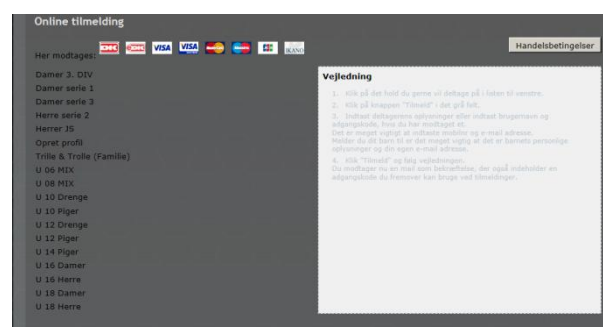 Online tilmelding
Her modtages:
VISA VISA IKANO
Handelsbetingelser
Damer 3. DIV
Damer serie 1
Damer serie 3
Herre serie 2
Herrer JS
Opret profil
Trille & Trolle (Familie)
U 06 MIX
U 08 MIX
U 10 Drenge
U 10 Piger
U 12 Drenge
U 12 Piger
U 14 Piger
U 16 Damer
U 16 Herre
U 18 Damer
U 18 Herre
Vejledning
1. Klik på det hold du gerne vil deltage på i listen til venstre.
2. Klik på knappen "Tilmeld" i det grå felt.
3. Indtast deltagerens oplysninger eller indtast brugernavn og
adgangskode, hvis du har modtaget et.
Det er meget vigtigt at indtaste mobilnr og e-mail adresse.
Melder du dit barn til er det meget vigtigt at det er barnets personlige
oplysninger og din egen e-mail adresse.
4. Klik "Tilmeld" og følg vejledningen.
Du modtager nu en mail som bekræftelse, der også indeholder en
adgangskode du fremover kan bruge ved tilmeldinger.